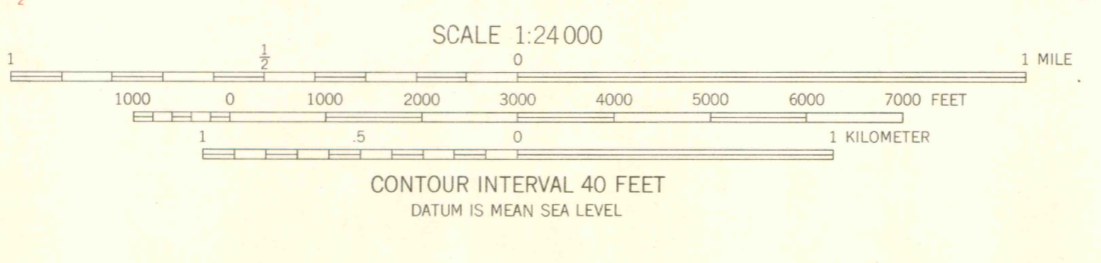 2
SCALE 1:24 000
1 1/2 0 1 MILE
1000 0 1000 2000 3000 4000 5000 6000 7000 FEET
1 .5 0 1 KILOMETER
CONTOUR INTERVAL 40 FEET
DATUM IS MEAN SEA LEVEL